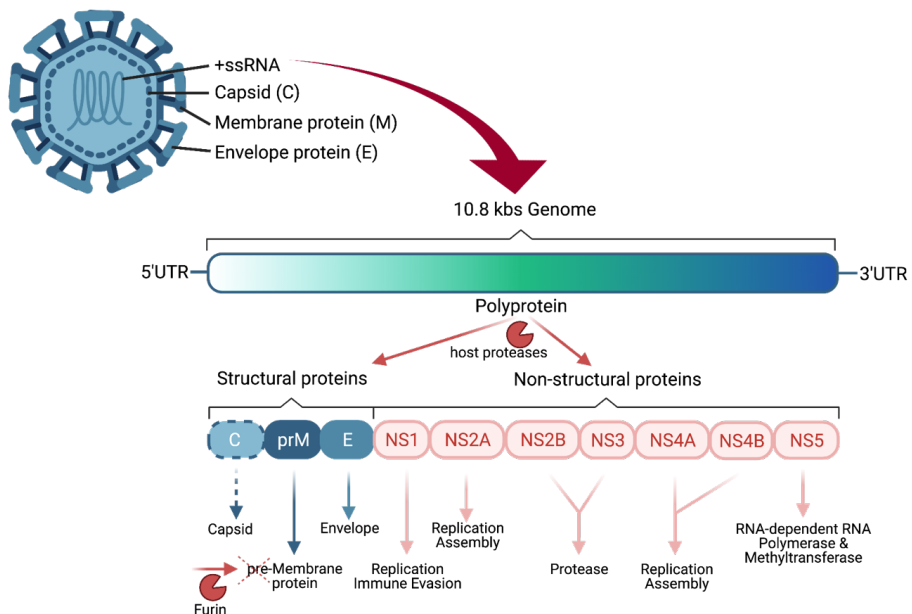 +ssRNA
Capsid (C)
Membrane protein (M)
Envelope protein (E)
10.8 kbs Genome
5'UTR
3'UTR
Polyprotein
host proteases
Structural proteins
Non-structural proteins
C
prM
E
NS1
NS2A
NS2B
NS3
NS4A
NS4B
NS5
Capsid
Envelope
Replication
Assembly
RNA-dependent RNA
Polymerase &
Methyltransferase
pre-Membrane
protein
Replication
Immune Evasion
Protease
Replication
Assembly
Furin